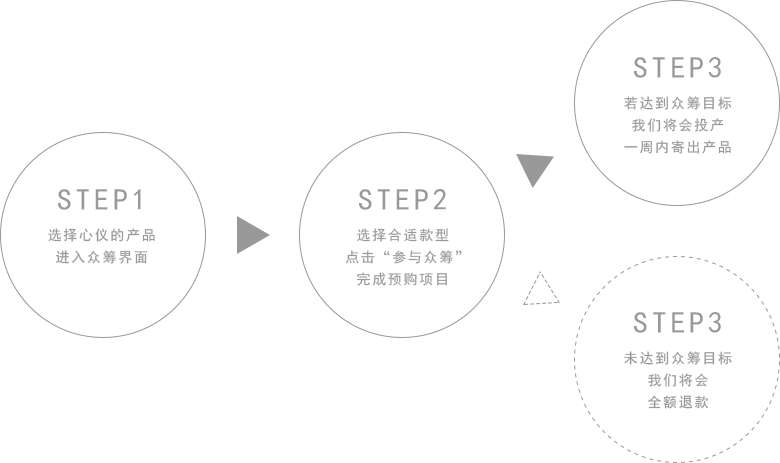 STEP1
选择心仪的产品
进入众筹界面
STEP2
选择合适款型
点击“参与众筹”
完成预购项目
STEP3
若达到众筹目标
我们将会投产
一周内寄出产品
STEP3
未达到众筹目标
我们将会
全额退款